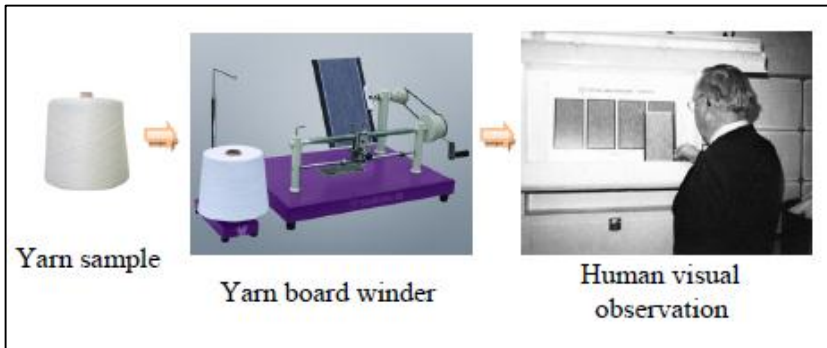 Yarn sample
Yarn board winder
Human visual
observation